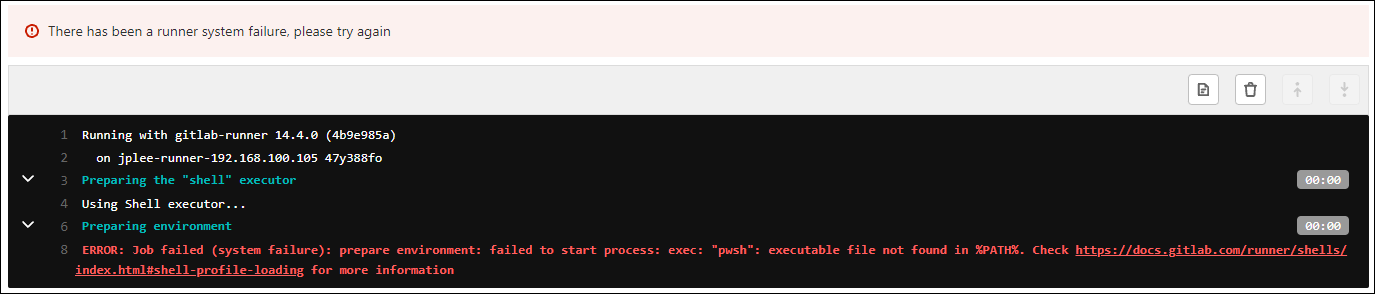 There has been a runner system failure, please try again
1 Running with gitlab-runner 14.4.0 (4b9e985a)
2 on jplee-runner-192.168.100.105 47y388fo
3 Preparing the "shell" executor 00:00
4 Using Shell executor...
6 Preparing environment 00:00
8 ERROR: Job failed (system failure): prepare environment: failed to start process: exec: "pwsh": executable file not found in %PATH%. Check https://docs.gitlab.com/runner/shells/
index.html#shell-profile-loading for more information